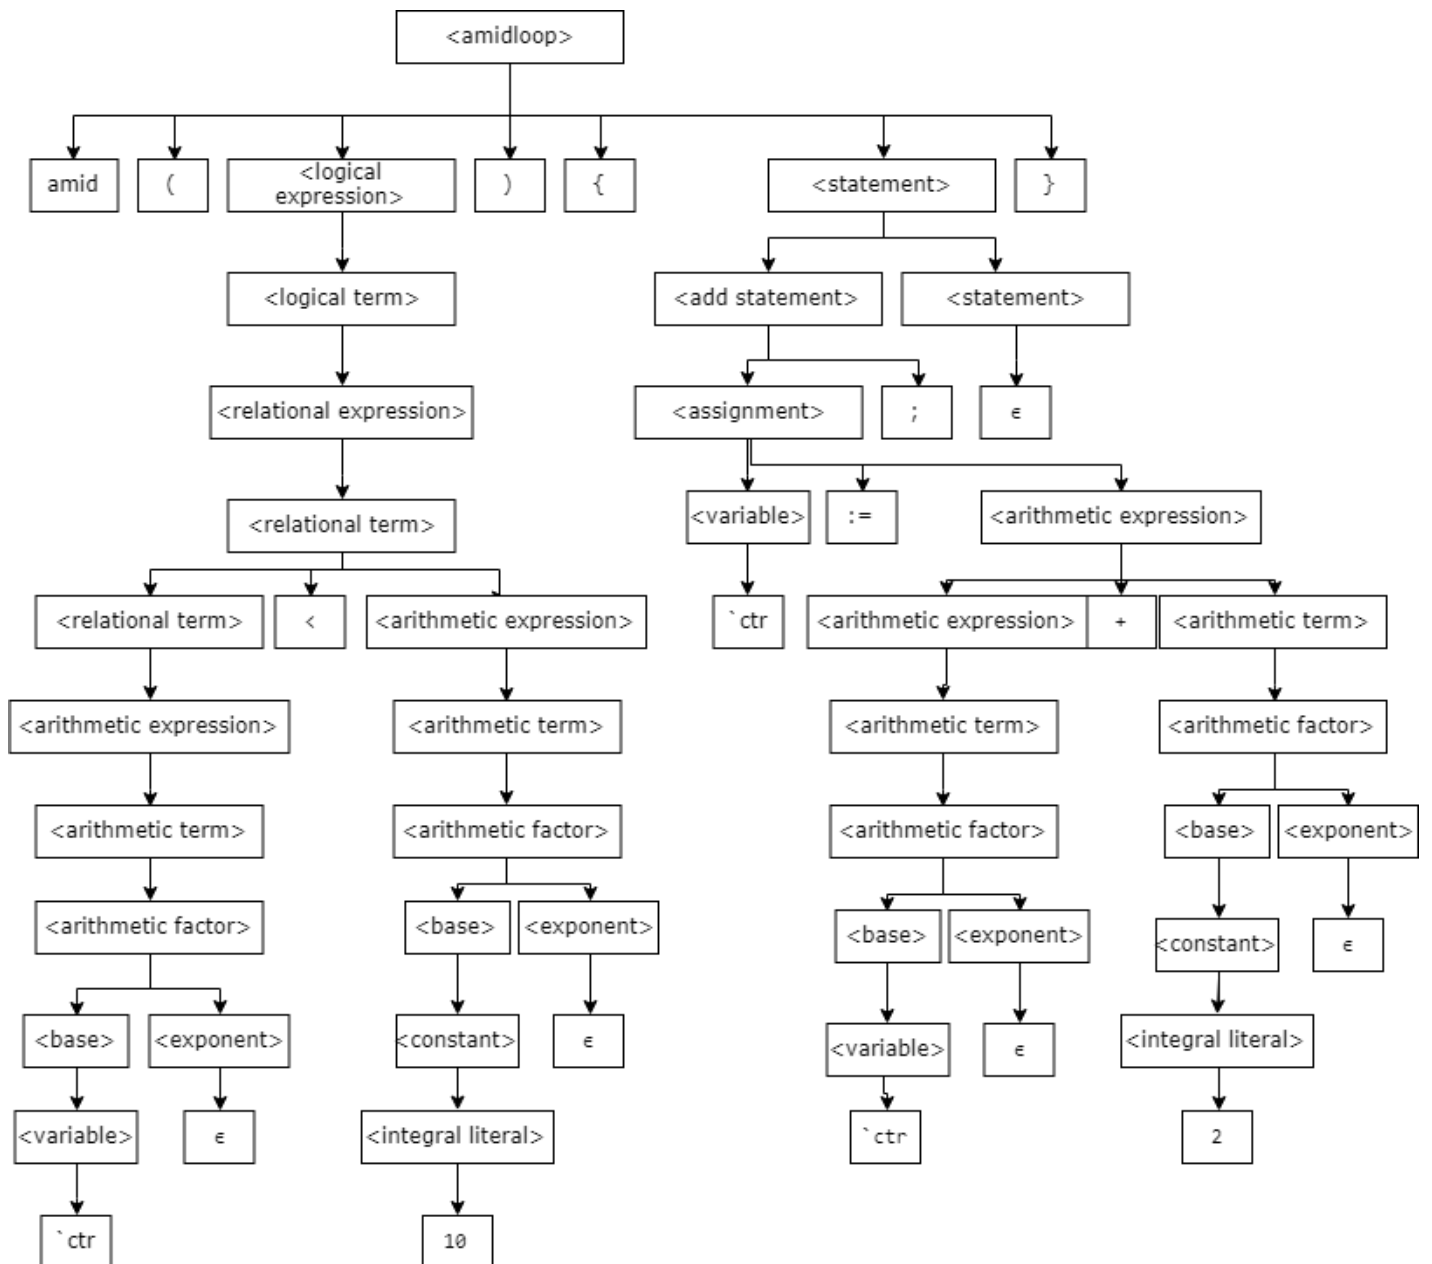 <amidloop>
amid
(
<logical
expression>
)
{
<statement>
}
<logical term>
<add statement>
<statement>
<relational expression>
<assignment>
;
ϵ
<relational term>
<variable>
:=
<arithmetic expression>
<relational term>
<
<arithmetic expression>
`ctr
<arithmetic expression>
+
<arithmetic term>
<arithmetic expression>
<arithmetic term>
<arithmetic term>
<arithmetic factor>
<arithmetic term>
<arithmetic factor>
<arithmetic factor>
<base>
<exponent>
<arithmetic factor>
<base>
<exponent>
<base>
<exponent>
<constant>
ϵ
<base>
<exponent>
<constant>
ϵ
<variable>
ϵ
<integral literal>
<variable>
ϵ
<integral literal>
`ctr
2
`ctr
10